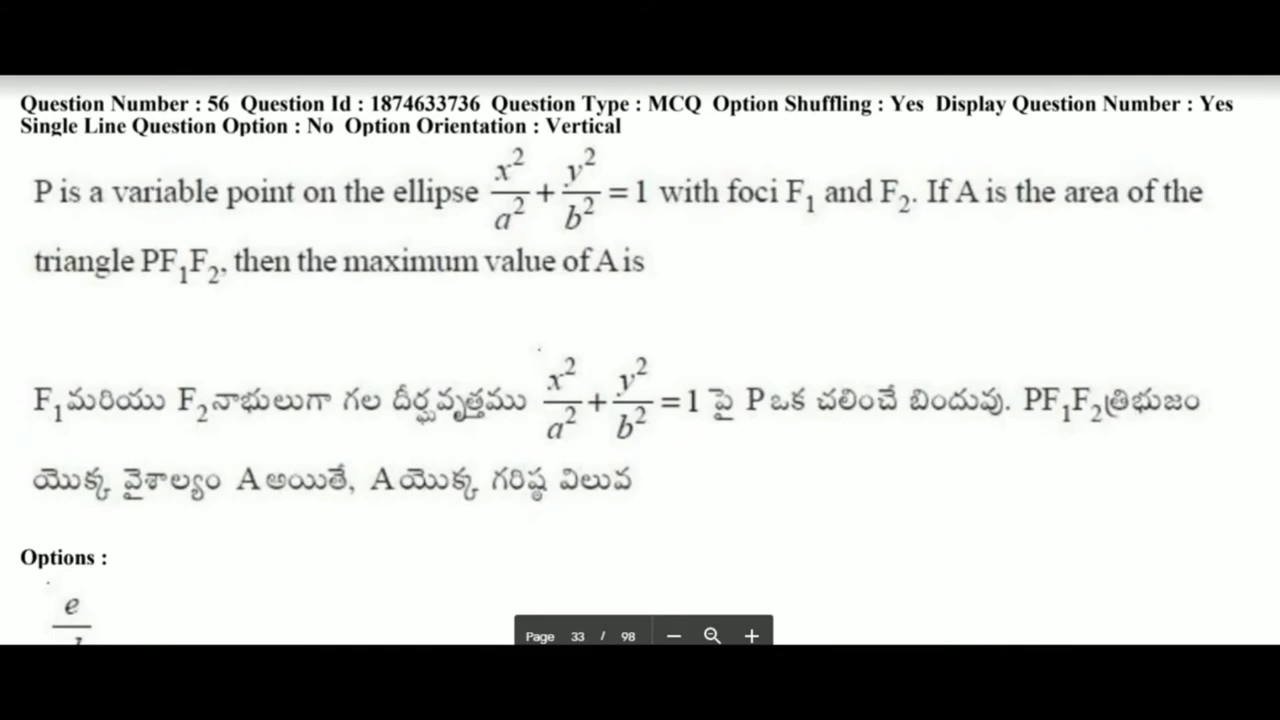 Question Number : 56 Question Id : 1874633736 Question Type : MCQ Option Shuffling : Yes Display Question Number : Yes
Single Line Question Option : No Option Orientation : Vertical
P is a variable point on the ellipse x²/a² + y²/b² = 1 with foci F₁ and F₂. If A is the area of the
triangle PF₁F₂, then the maximum value of A is
F₁ మరియు F₂ నాభులుగా గల దీర్ఘవృత్తము x²/a² + y²/b² = 1 పై P ఒక చలించే బిందువు. PF₁F₂ త్రిభుజం
యొక్క వైశాల్యం A అయితే, A యొక్క గరిష్ఠ విలువ
Options :
e
Page 33 / 98